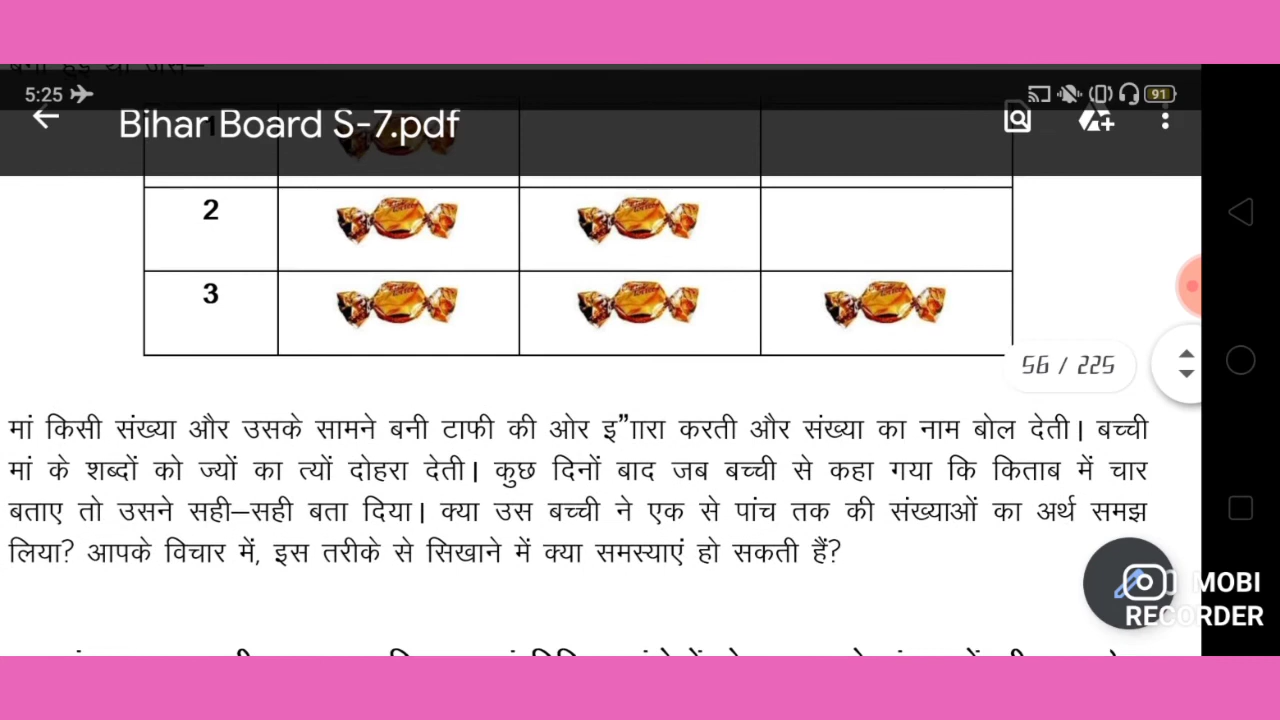 5:25
91
Bihar Board S-7.pdf
1
2
3
56 / 225
मां किसी संख्या और उसके सामने बनी टाफी की ओर इ”ाारा करती और संख्या का नाम बोल देती। बच्ची
मां के शब्दों को ज्यों का त्यों दोहरा देती। कुछ दिनों बाद जब बच्ची से कहा गया कि किताब में चार
बताए तो उसने सही–सही बता दिया। क्या उस बच्ची ने एक से पांच तक की संख्याओं का अर्थ समझ
लिया? आपके विचार में, इस तरीके से सिखाने में क्या समस्याएं हो सकती हैं?
MOBI
RECORDER